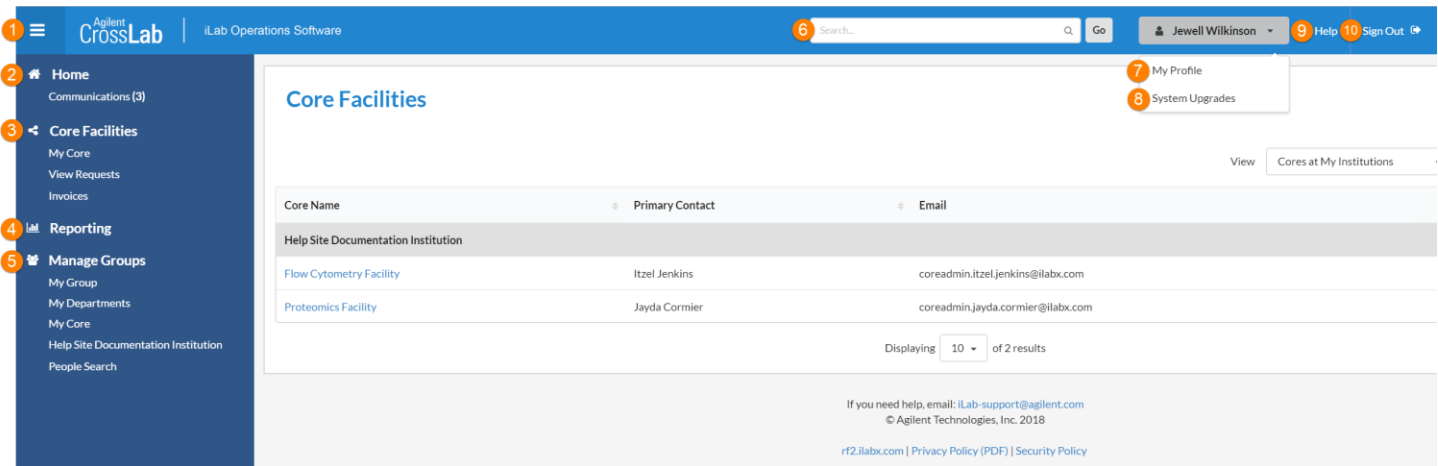 1 Agilent CrossLab iLab Operations Software 6 Search... Go Jewell Wilkinson 9 Help 10 Sign Out
7 My Profile
8 System Upgrades
2 Home
Communications (3)
3 Core Facilities
My Core
View Requests
Invoices
4 Reporting
5 Manage Groups
My Group
My Departments
My Core
Help Site Documentation Institution
People Search
Core Facilities
View Cores at My Institutions
Core Name Primary Contact Email
Help Site Documentation Institution
Flow Cytometry Facility Itzel Jenkins coreadmin.itzel.jenkins@ilabx.com
Proteomics Facility Jayda Cormier coreadmin.jayda.cormier@ilabx.com
Displaying 10 of 2 results
If you need help, email: iLab-support@agilent.com
© Agilent Technologies, Inc. 2018
rf2.ilabx.com | Privacy Policy (PDF) | Security Policy